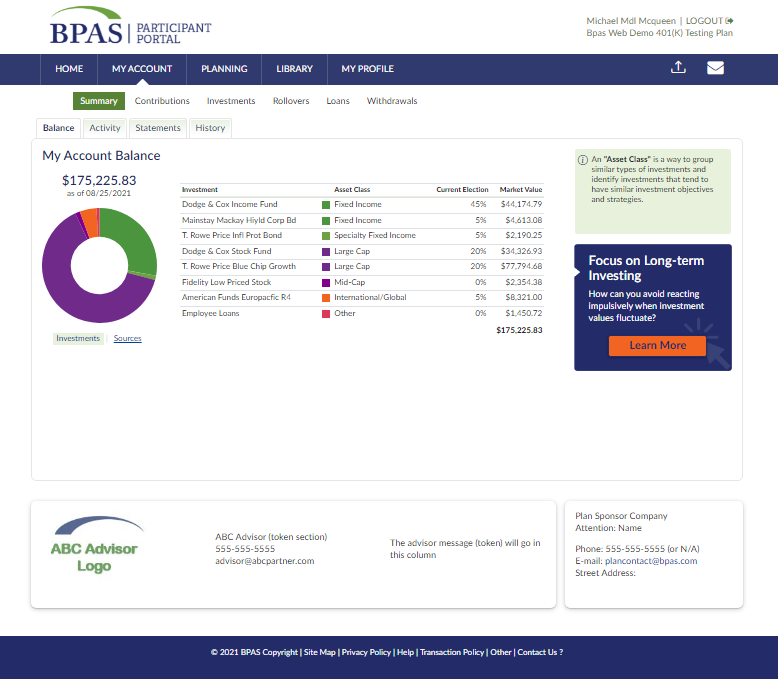 BPAS | PARTICIPANT PORTAL
Michael Mdl Mcqueen | LOGOUT
Bpas Web Demo 401(K) Testing Plan
HOME MY ACCOUNT PLANNING LIBRARY MY PROFILE
Summary Contributions Investments Rollovers Loans Withdrawals
Balance Activity Statements History
My Account Balance
$175,225.83
as of 08/25/2021
Investments | Sources
Investment Asset Class Current Election Market Value
Dodge & Cox Income Fund Fixed Income 45% $44,174.79
Mainstay Mackay Hiyld Corp Bd Fixed Income 5% $4,613.08
T. Rowe Price Infl Prot Bond Specialty Fixed Income 5% $2,190.25
Dodge & Cox Stock Fund Large Cap 20% $34,326.93
T. Rowe Price Blue Chip Growth Large Cap 20% $77,794.68
Fidelity Low Priced Stock Mid-Cap 0% $2,354.38
American Funds Europacfic R4 International/Global 5% $8,321.00
Employee Loans Other 0% $1,450.72
$175,225.83
An "Asset Class" is a way to group
similar types of investments and
identify investments that tend to
have similar investment objectives
and strategies.
Focus on Long-term
Investing
How can you avoid reacting
impulsively when investment
values fluctuate?
Learn More
ABC Advisor
Logo
ABC Advisor (token section)
555-555-5555
advisor@abcpartner.com
The advisor message (token) will go in
this column
Plan Sponsor Company
Attention: Name
Phone: 555-555-5555 (or N/A)
E-mail: plancontact@bpas.com
Street Address:
© 2021 BPAS Copyright | Site Map | Privacy Policy | Help | Transaction Policy | Other | Contact Us ?